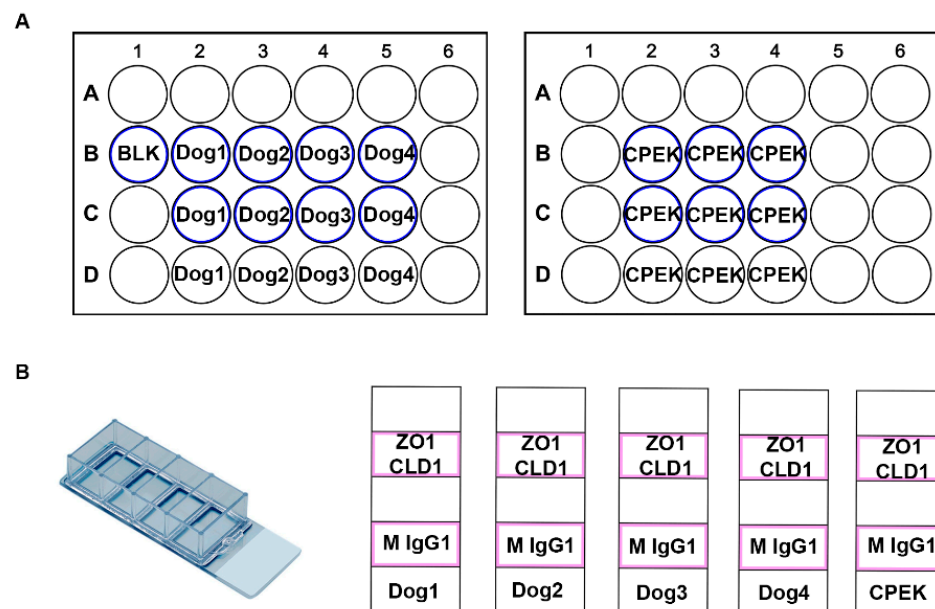 A
1 2 3 4 5 6
A
B BLK Dog1 Dog2 Dog3 Dog4
C Dog1 Dog2 Dog3 Dog4
D Dog1 Dog2 Dog3 Dog4
1 2 3 4 5 6
A
B CPEK CPEK CPEK
C CPEK CPEK CPEK
D CPEK CPEK CPEK
B
ZO1 ZO1 ZO1 ZO1 ZO1
CLD1 CLD1 CLD1 CLD1 CLD1
M IgG1 M IgG1 M IgG1 M IgG1 M IgG1
Dog1 Dog2 Dog3 Dog4 CPEK